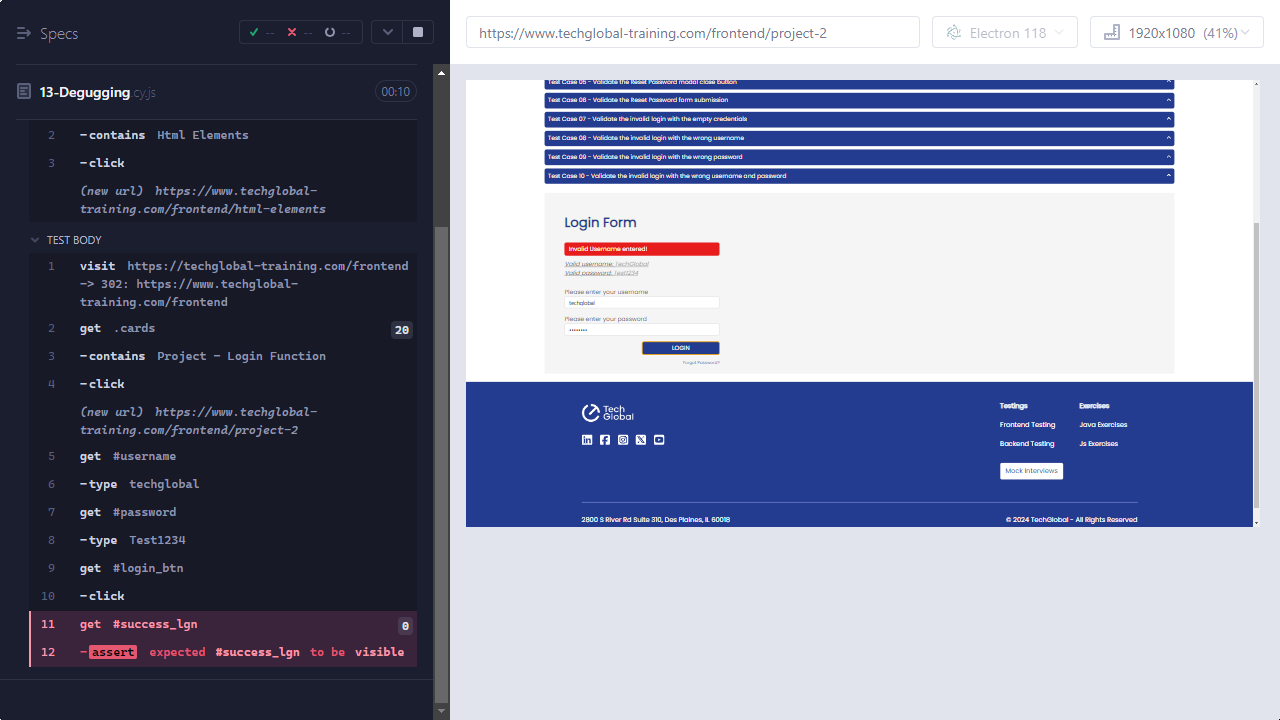 Specs
--
--
--
https://www.techglobal-training.com/frontend/project-2
Electron 118
1920x1080 (41%)
13-Degugging.cy.js
00:10
2 -contains Html Elements
3 -click
(new url) https://www.techglobal-
training.com/frontend/html-elements
TEST BODY
1 visit https://techglobal-training.com/frontend
-> 302: https://www.techglobal-
training.com/frontend
2 get .cards 20
3 -contains Project - Login Function
4 -click
(new url) https://www.techglobal-
training.com/frontend/project-2
5 get #username
6 -type techglobal
7 get #password
8 -type Test1234
9 get #login_btn
10 -click
11 get #success_lgn 0
12 -assert expected #success_lgn to be visible
Test Case 05 - Validate the Reset Password modal close button
Test Case 06 - Validate the Reset Password form submission
Test Case 07 - Validate the invalid login with the empty credentials
Test Case 08 - Validate the invalid login with the wrong username
Test Case 09 - Validate the invalid login with the wrong password
Test Case 10 - Validate the invalid login with the wrong username and password
Login Form
Invalid Username entered!
Valid username: TechGlobal
Valid password: Test1234
Please enter your username
techglobal
Please enter your password
••••••••
LOGIN
Forgot Password?
Tech
Global
Testings
Frontend Testing
Backend Testing
Mock Interviews
Exercises
Java Exercises
Js Exercises
2800 S River Rd Suite 310, Des Plaines, IL 60018
© 2024 TechGlobal - All Rights Reserved